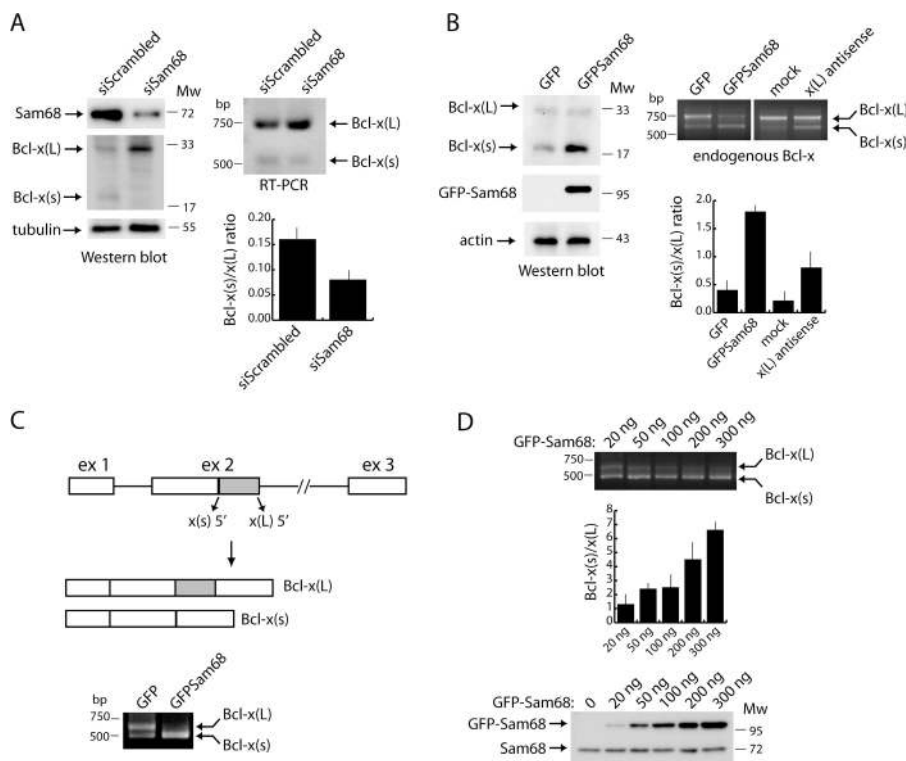 A
siScrambled
siSam68
Mw
Sam68
72
Bcl-x(L)
33
Bcl-x(s)
17
tubulin
55
Western blot
siScrambled
siSam68
bp
750
Bcl-x(L)
500
Bcl-x(s)
RT-PCR
Bcl-x(s)/x(L) ratio
0.20
0.15
0.10
0.05
0.00
siScrambled
siSam68
B
GFP
GFPSam68
Mw
Bcl-x(L)
33
Bcl-x(s)
17
GFP-Sam68
95
actin
43
Western blot
GFP
GFPSam68
mock
x(L) antisense
bp
750
500
Bcl-x(L)
Bcl-x(s)
endogenous Bcl-x
Bcl-x(s)/x(L) ratio
2.0
1.5
1.0
0.5
0
GFP
GFPSam68
mock
x(L) antisense
C
ex 1
ex 2
ex 3
x(s) 5'
x(L) 5'
Bcl-x(L)
Bcl-x(s)
GFP
GFPSam68
bp
750
500
Bcl-x(L)
Bcl-x(s)
D
GFP-Sam68:
20 ng
50 ng
100 ng
200 ng
300 ng
750
500
Bcl-x(L)
Bcl-x(s)
Bcl-x(s)/x(L)
8
7
6
5
4
3
2
1
0
20 ng
50 ng
100 ng
200 ng
300 ng
GFP-Sam68:
0
20 ng
50 ng
100 ng
200 ng
300 ng
Mw
GFP-Sam68
95
Sam68
72